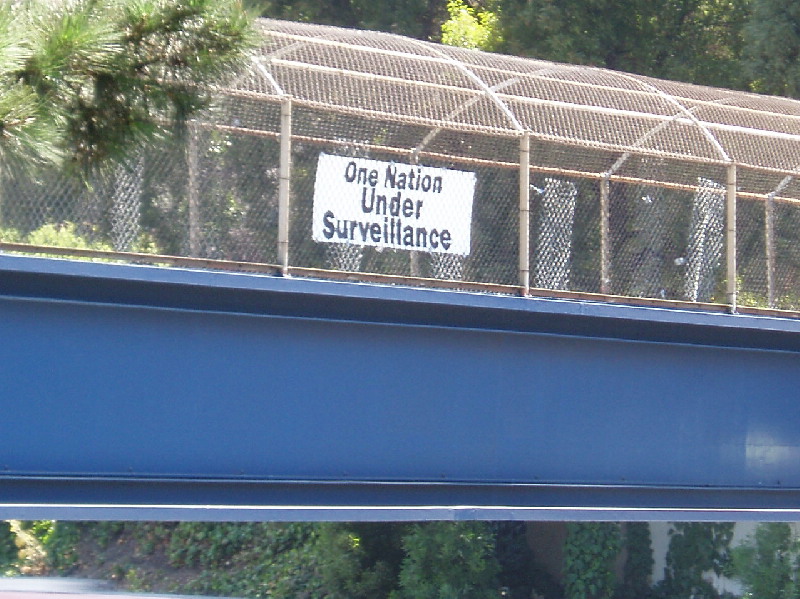 One Nation
Under
Surveillance